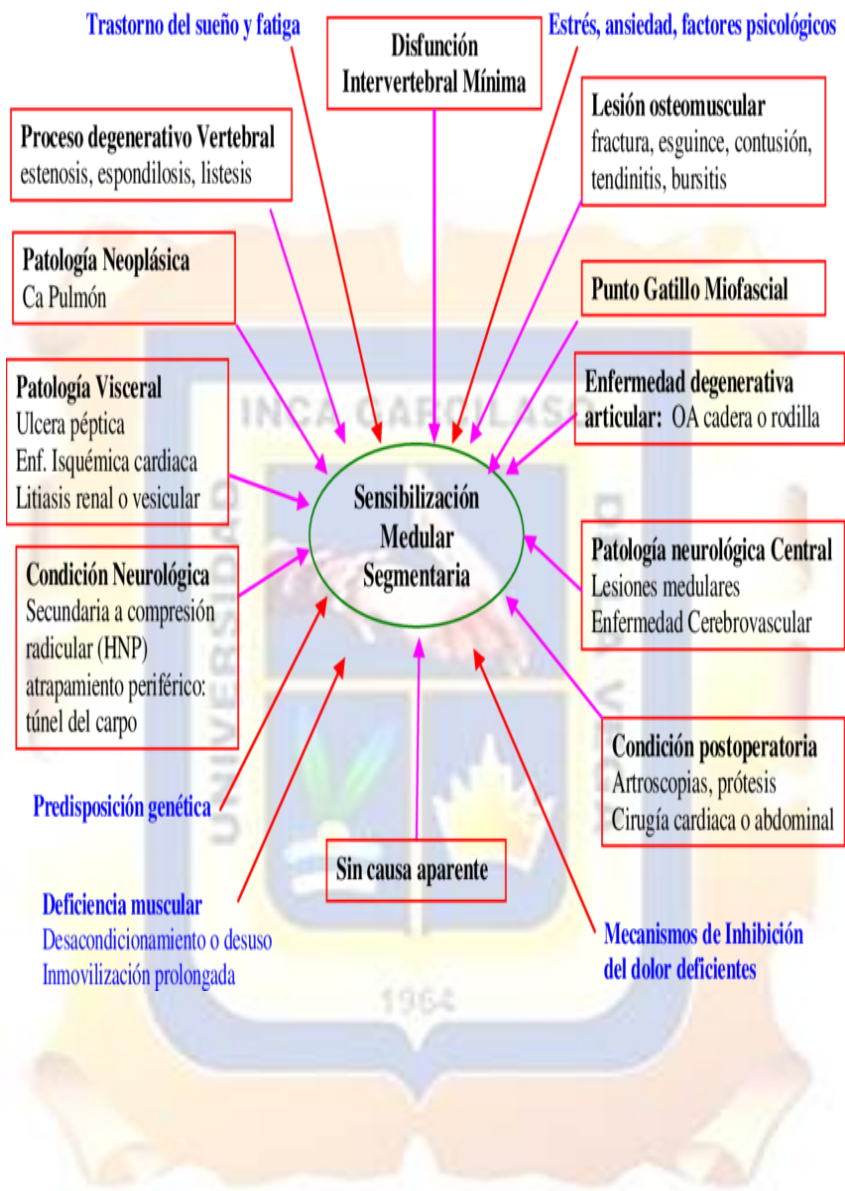 Trastorno del sueño y fatiga
Estrés, ansiedad, factores psicológicos
Disfunción
Intervertebral Mínima
Proceso degenerativo Vertebral
estenosis, espondilosis, listesis
Lesión osteomuscular
fractura, esguince, contusión,
tendinitis, bursitis
Patología Neoplásica
Ca Pulmón
Punto Gatillo Miofascial
Patología Visceral
Ulcera péptica
Enf. Isquémica cardiaca
Litiasis renal o vesicular
Enfermedad degenerativa
articular: OA cadera o rodilla
Sensibilización
Medular
Segmentaria
Condición Neurológica
Secundaria a compresión
radicular (HNP)
atrapamiento periférico:
túnel del carpo
Patología neurológica Central
Lesiones medulares
Enfermedad Cerebrovascular
Condición postoperatoria
Artroscopias, prótesis
Cirugía cardiaca o abdominal
Predisposición genética
Sin causa aparente
Deficiencia muscular
Desacondicionamiento o desuso
Inmovilización prolongada
Mecanismos de Inhibición
del dolor deficientes
INCA GARCILASO
UNIVERSIDAD
1964